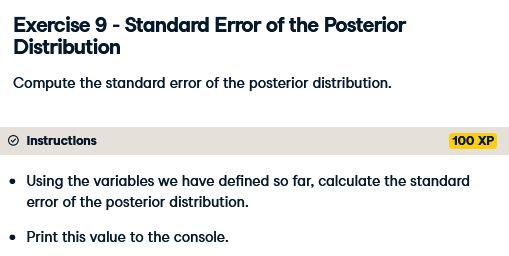 Exercise 9 - Standard Error of the Posterior
Distribution
Compute the standard error of the posterior distribution.
Instructions 100 XP
Using the variables we have defined so far, calculate the standard
error of the posterior distribution.
Print this value to the console.